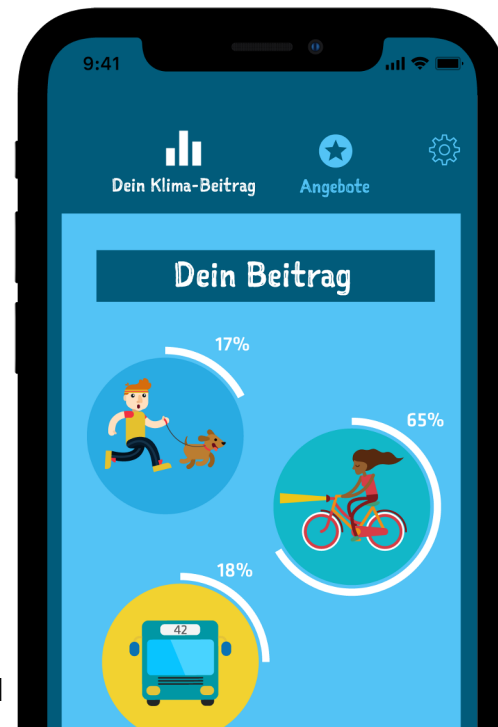 9:41
Dein Klima-Beitrag
Angebote
Dein Beitrag
17%
65%
18%
42